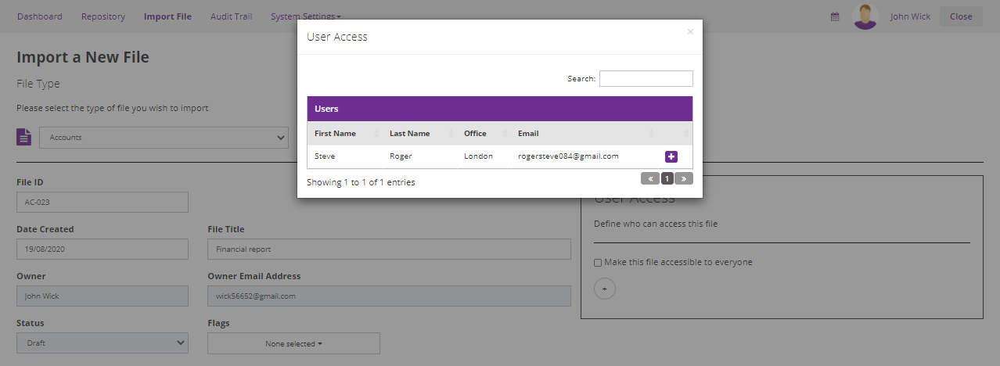 Dashboard Repository Import File Audit Trail System Settings John Wick Close
User Access ×
Search:
Users
First Name Last Name Office Email
Steve Roger London rogersteve084@gmail.com +
Showing 1 to 1 of 1 entries « 1 »
Import a New File
File Type
Please select the type of file you wish to import
Accounts
File ID
AC-023
Date Created File Title
19/08/2020 Financial report
Owner Owner Email Address
John Wick wick56652@gmail.com
Status Flags
Draft None selected
User Access
Define who can access this file
Make this file accessible to everyone
+